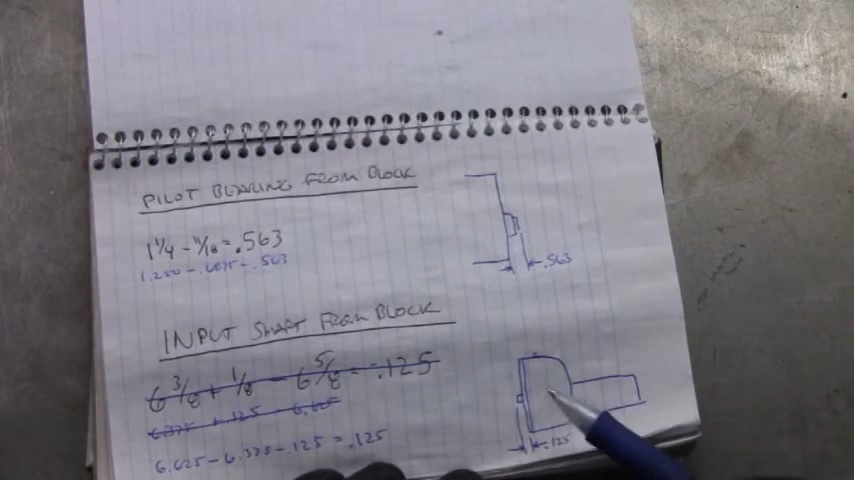 PILOT BEARING FROM BLOCK
1 1/4 - 11/16 = .563
1.250 - .6875 = .563
.563
INPUT SHAFT FROM BLOCK
6 3/8 + 1/8 - 6 5/8 = .125
6.375 + .125 - 6.625
6.625 - 6.375 - .125 = .125
.125